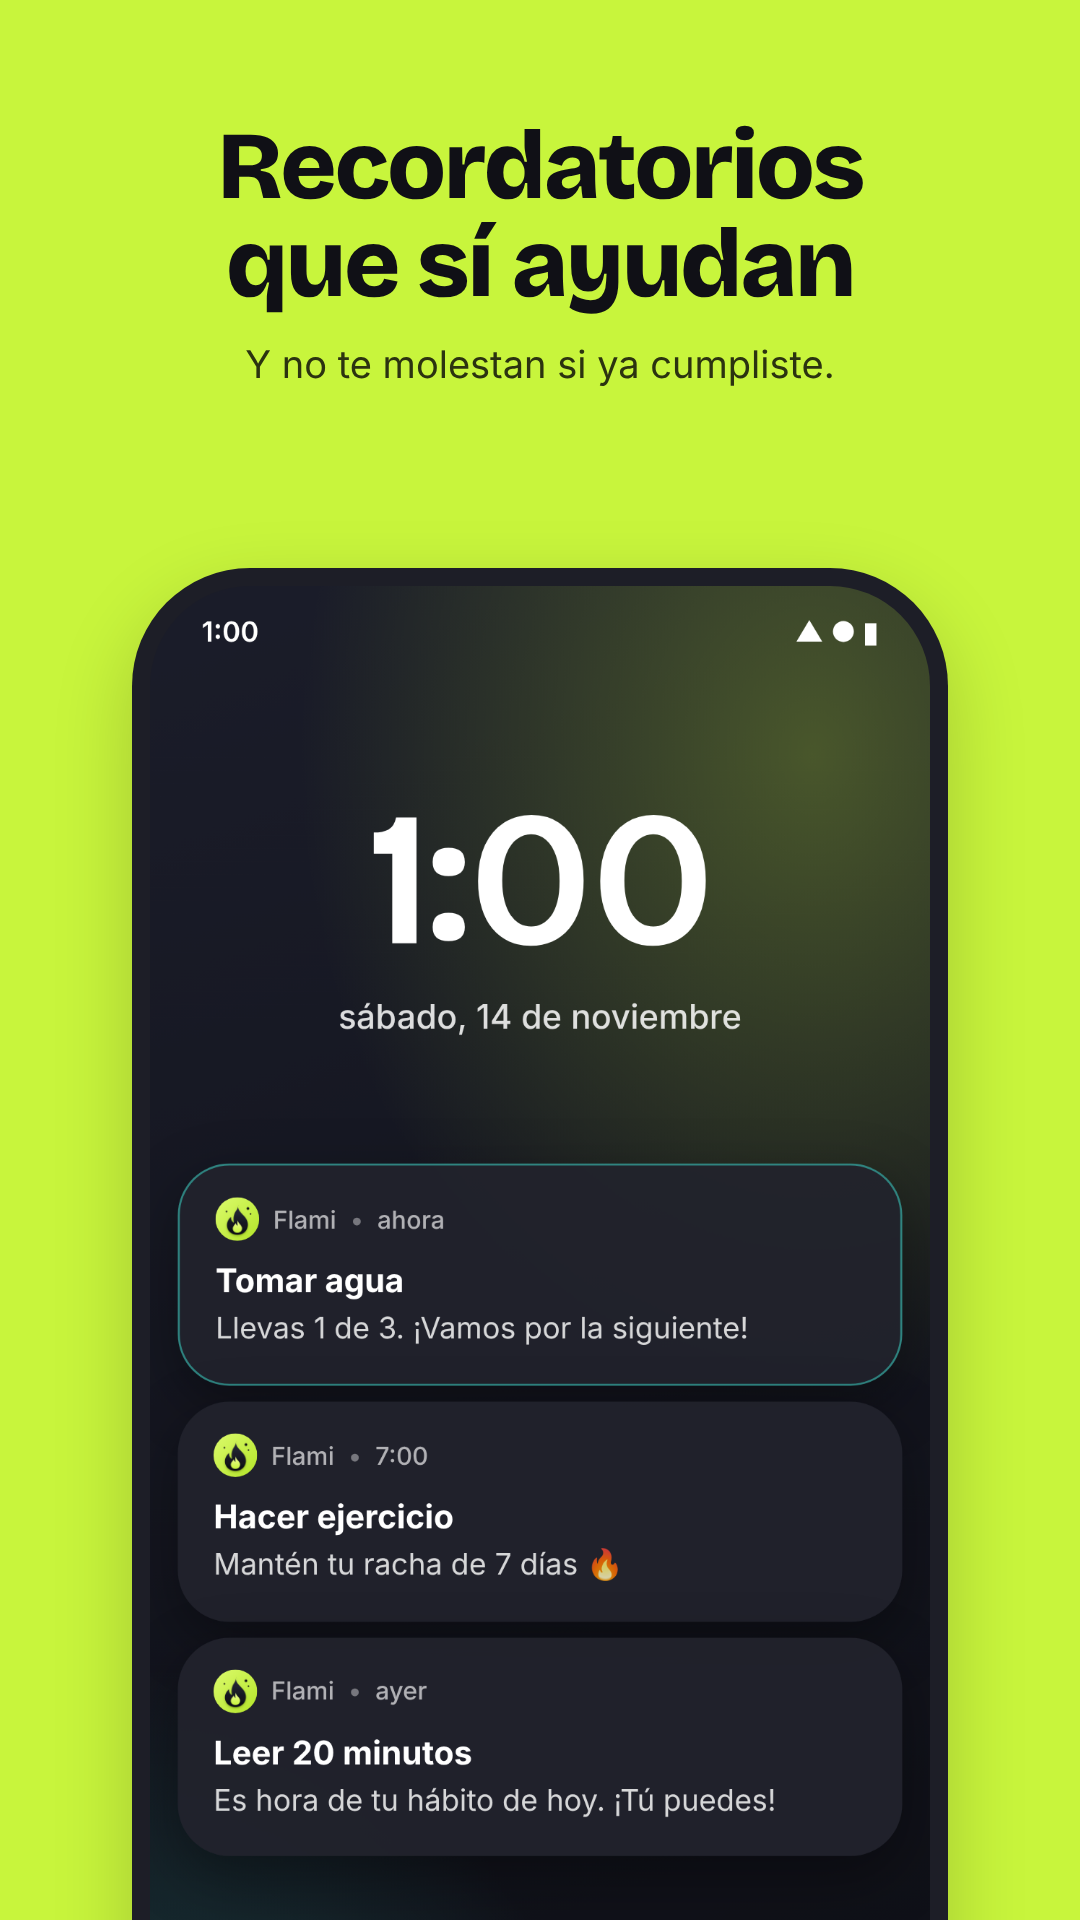 Recordatorios
que sí ayudan
Y no te molestan si ya cumpliste.
1:00
1:00
sábado, 14 de noviembre
Flami • ahora
Tomar agua
Llevas 1 de 3. ¡Vamos por la siguiente!
Flami • 7:00
Hacer ejercicio
Mantén tu racha de 7 días 🔥
Flami • ayer
Leer 20 minutos
Es hora de tu hábito de hoy. ¡Tú puedes!